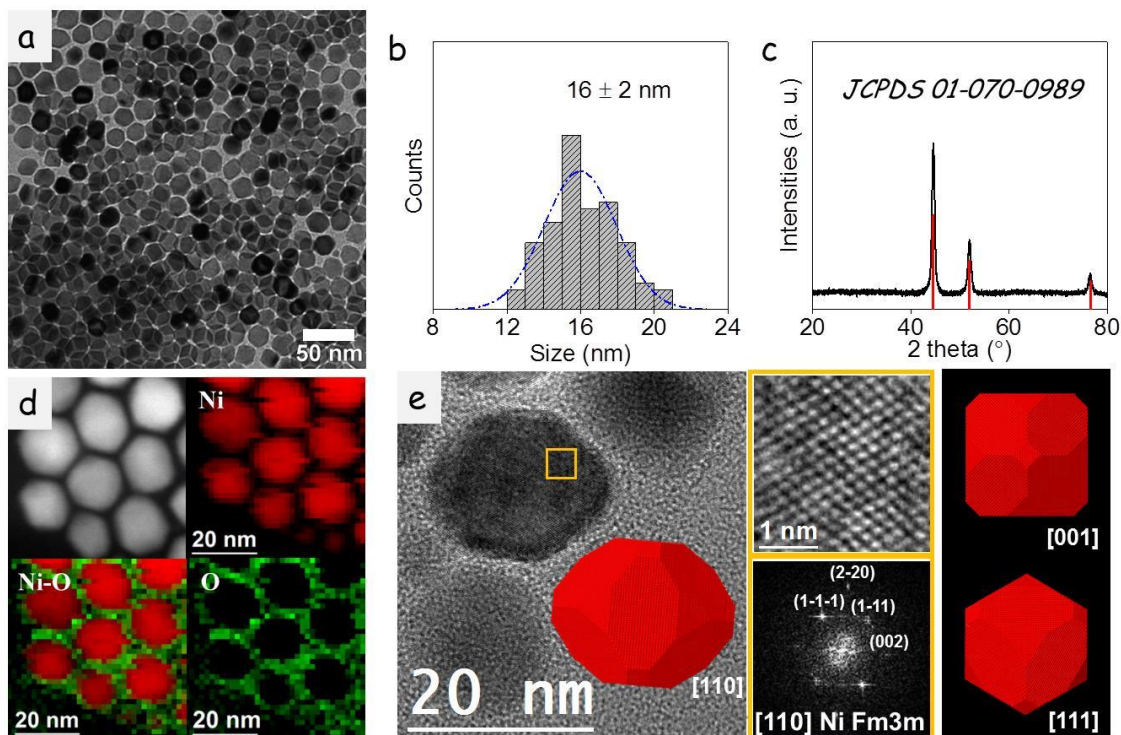 a
50 nm
b
16 ± 2 nm
Counts
8 12 16 20 24
Size (nm)
c
JCPDS 01-070-0989
Intensities (a. u.)
20 40 60 80
2 theta (°)
d
Ni
20 nm
Ni-O
20 nm
O
20 nm
e
20 nm
[110]
1 nm
(2-20)
(1-1-1)
(1-11)
(002)
[110] Ni Fm3m
[001]
[111]